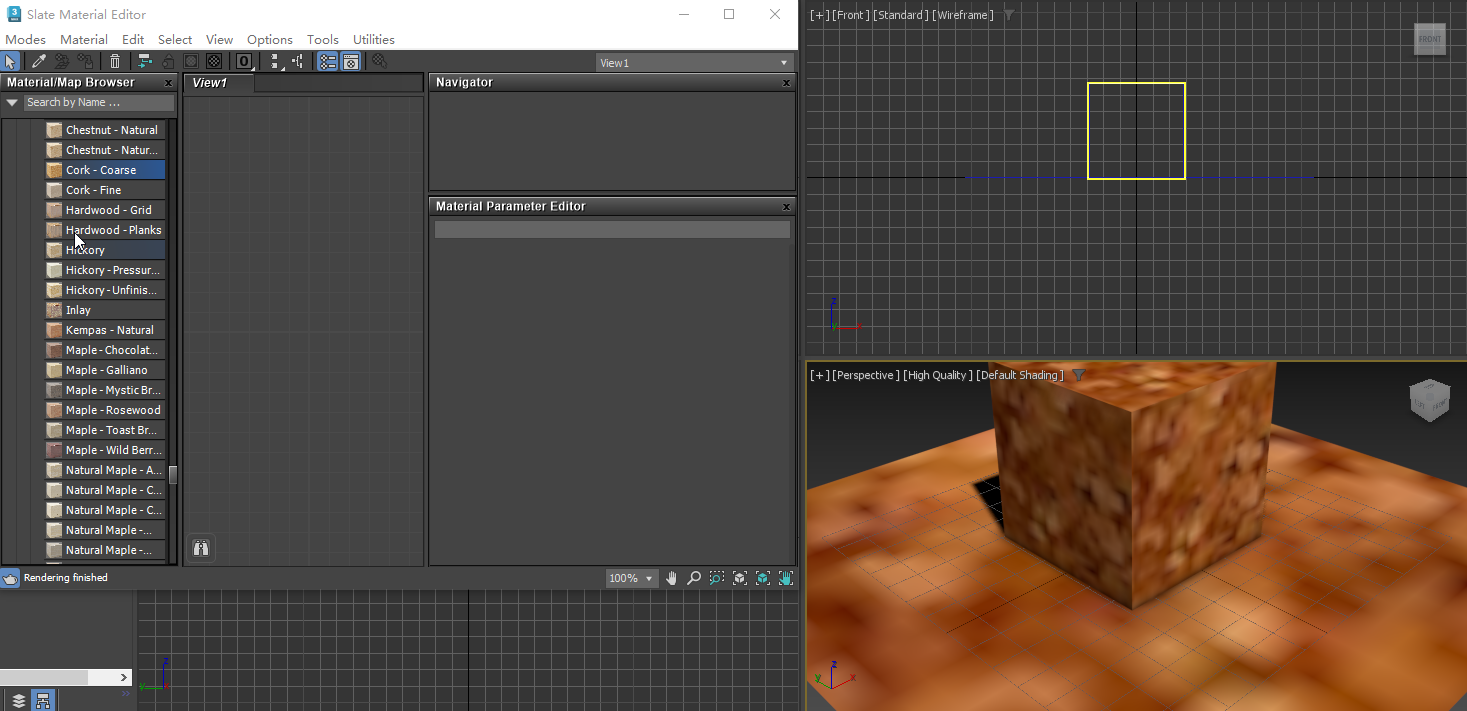 Slate Material Editor
Modes Material Edit Select View Options Tools Utilities
View1
Material/Map Browser
Search by Name ...
Chestnut - Natural
Chestnut - Natur...
Cork - Coarse
Cork - Fine
Hardwood - Grid
Hardwood - Planks
Hickory
Hickory - Pressur...
Hickory - Unfinis...
Inlay
Kempas - Natural
Maple - Chocolat...
Maple - Galliano
Maple - Mystic Br...
Maple - Rosewood
Maple - Toast Br...
Maple - Wild Berr...
Natural Maple - A...
Natural Maple - C...
Natural Maple - C...
Natural Maple -...
Natural Maple -...
View1
Navigator
Material Parameter Editor
Rendering finished
100%
z
y
[+] [Front] [Standard] [Wireframe]
FRONT
z
[+] [Perspective] [High Quality] [Default Shading]
LEFT FRONT
z
y
x